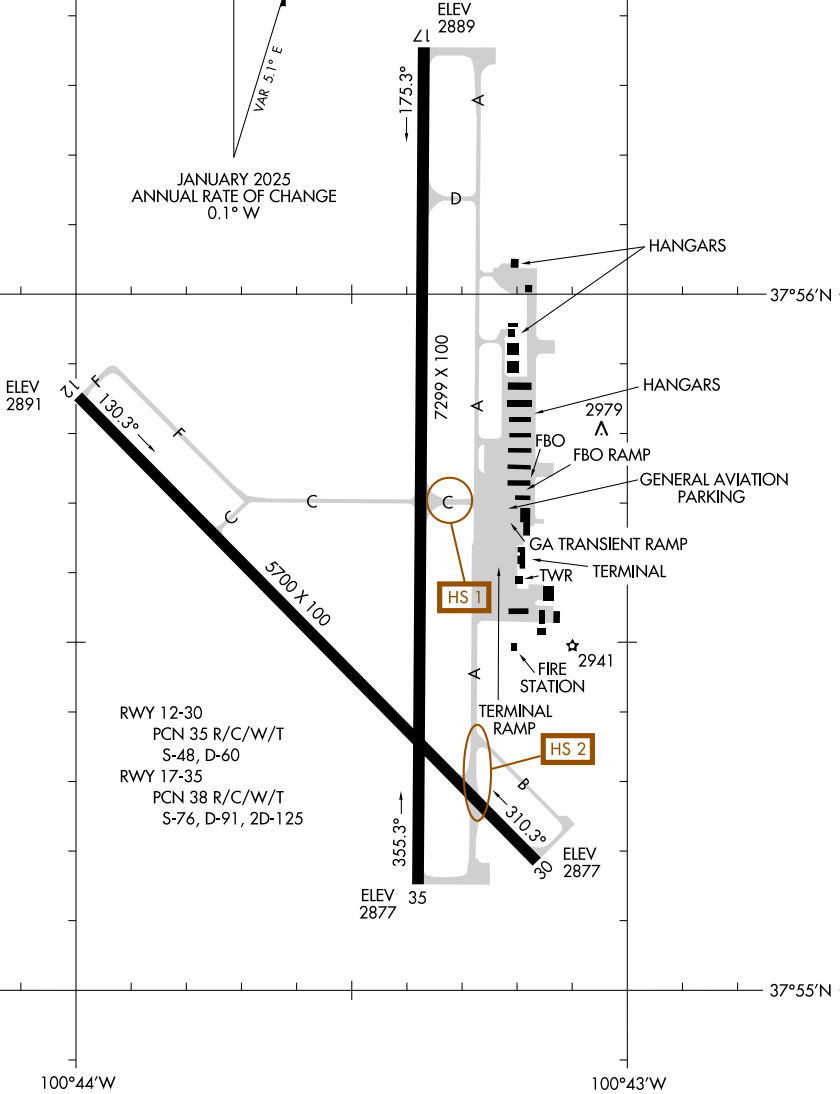 ELEV
2889
17
175.3°
A
VAR 5.1° E
JANUARY 2025
ANNUAL RATE OF CHANGE
0.1° W
D
HANGARS
37°56'N
7299 X 100
ELEV
2891
12
F
130.3°
F
A
HANGARS
2979
FBO
FBO RAMP
GENERAL AVIATION
PARKING
C
C
C
GA TRANSIENT RAMP
TERMINAL
TWR
5700 X 100
HS 1
2941
FIRE
STATION
A
TERMINAL
RAMP
RWY 12-30
PCN 35 R/C/W/T
S-48, D-60
RWY 17-35
PCN 38 R/C/W/T
S-76, D-91, 2D-125
HS 2
B
310.3°
355.3°
30
ELEV
2877
ELEV
2877
35
37°55'N
100°44'W
100°43'W